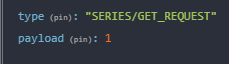 type (pin): "SERIES/GET_REQUEST"
payload (pin): 1